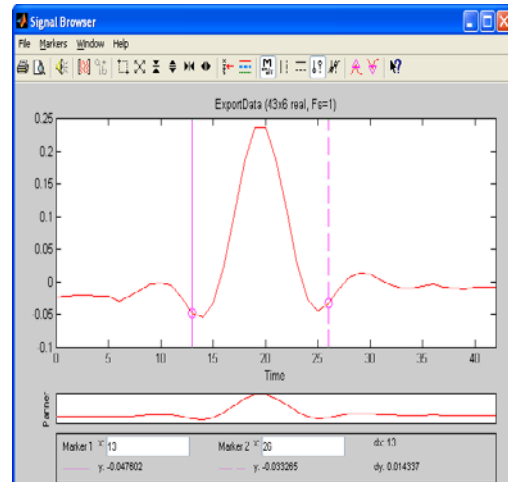 Signal Browser
File Markers Window Help
ExportData (43x6 real, Fs=1)
0.25
0.2
0.15
0.1
0.05
0
-0.05
-0.1
0 5 10 15 20 25 30 35 40
Time
Panner
Marker 1 x: 13 Marker 2 x: 26 dx: 13
y: -0.047602 y: -0.033265 dy: 0.014337